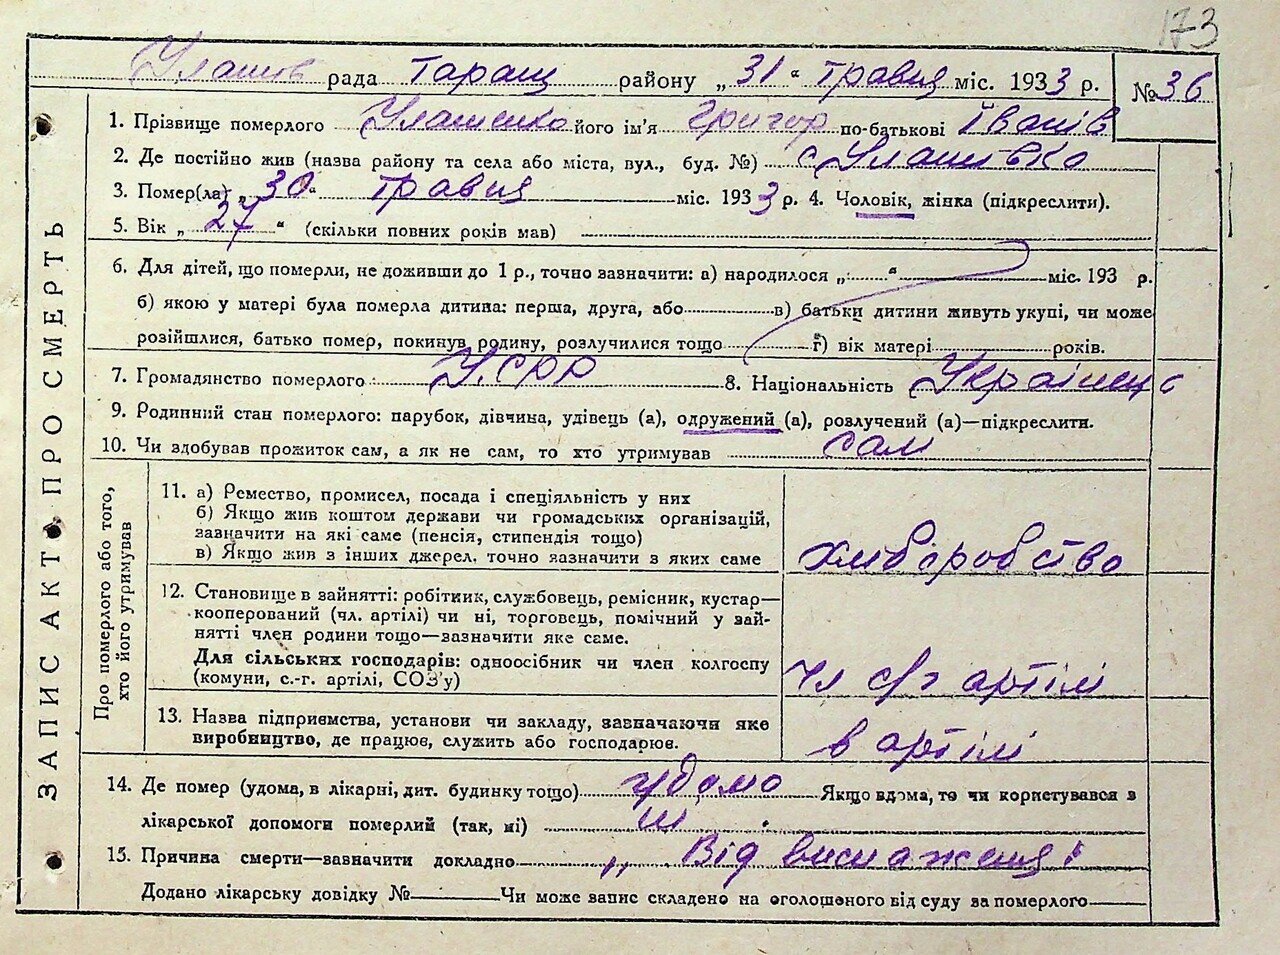 173
Улашів рада Таращ району „31“ травня міс. 1933 р. № 36
1. Прізвище померлого Улашенко його ім'я Григор по-батькові Іванів
2. Де постійно жив (назва району та села або міста, вул., буд. №) с Улашівка
3. Помер(ла) „30“ травня міс. 1933 р. 4. Чоловік, жінка (підкреслити).
5. Вік „27“ (скільки повних років мав)
6. Для дітей, що померли, не доживши до 1 р., точно зазначити: а) народилося „ “ міс. 193 р.
б) якою у матері була померла дитина: перша, друга, або в) батьки дитини живуть укупі, чи може
розійшлися, батько помер, покинув родину, розлучилися тощо г) вік матері років.
7. Громадянство померлого УСРР 8. Національність Українець
9. Родинний стан померлого: парубок, дівчина, удівець (а), одружений (а), розлучений (а)—підкреслити.
10. Чи здобував прожиток сам, а як не сам, то хто утримував сам
ЗАПИС АКТ ПРО СМЕРТЬ
Про померлого або того,
хто його утримував
11. а) Ремество, промисел, посада і спеціяльність у них
б) Якщо жив коштом держави чи громадських організацій,
зазначити на які саме (пенсія, стипендія тощо)
в) Якщо жив з інших джерел, точно зазначити з яких саме хліборобство
12. Становище в зайнятті: робітник, службовець, ремісник, кустар—
кооперований (чл. артілі) чи ні, торговець, помічний у зай-
нятті член родини тощо—зазначити яке саме.
Для сільських господарів: одноосібник чи член колгоспу
(комуни, с.-г. артілі, СОЗ'у) чл с/г артілі
13. Назва підприємства, установи чи закладу, зазначаючи яке
виробництво, де працює, служить або господарює. в артілі
14. Де помер (удома, в лікарні, дит. будинку тощо) удома Якщо вдома, то чи користувався з
лікарської допомоги померлий (так, ні) ні
15. Причина смерти—зазначити докладно „ Від виснаження
Додано лікарську довідку № Чи може запис складено на оголошеного від суду за померлого